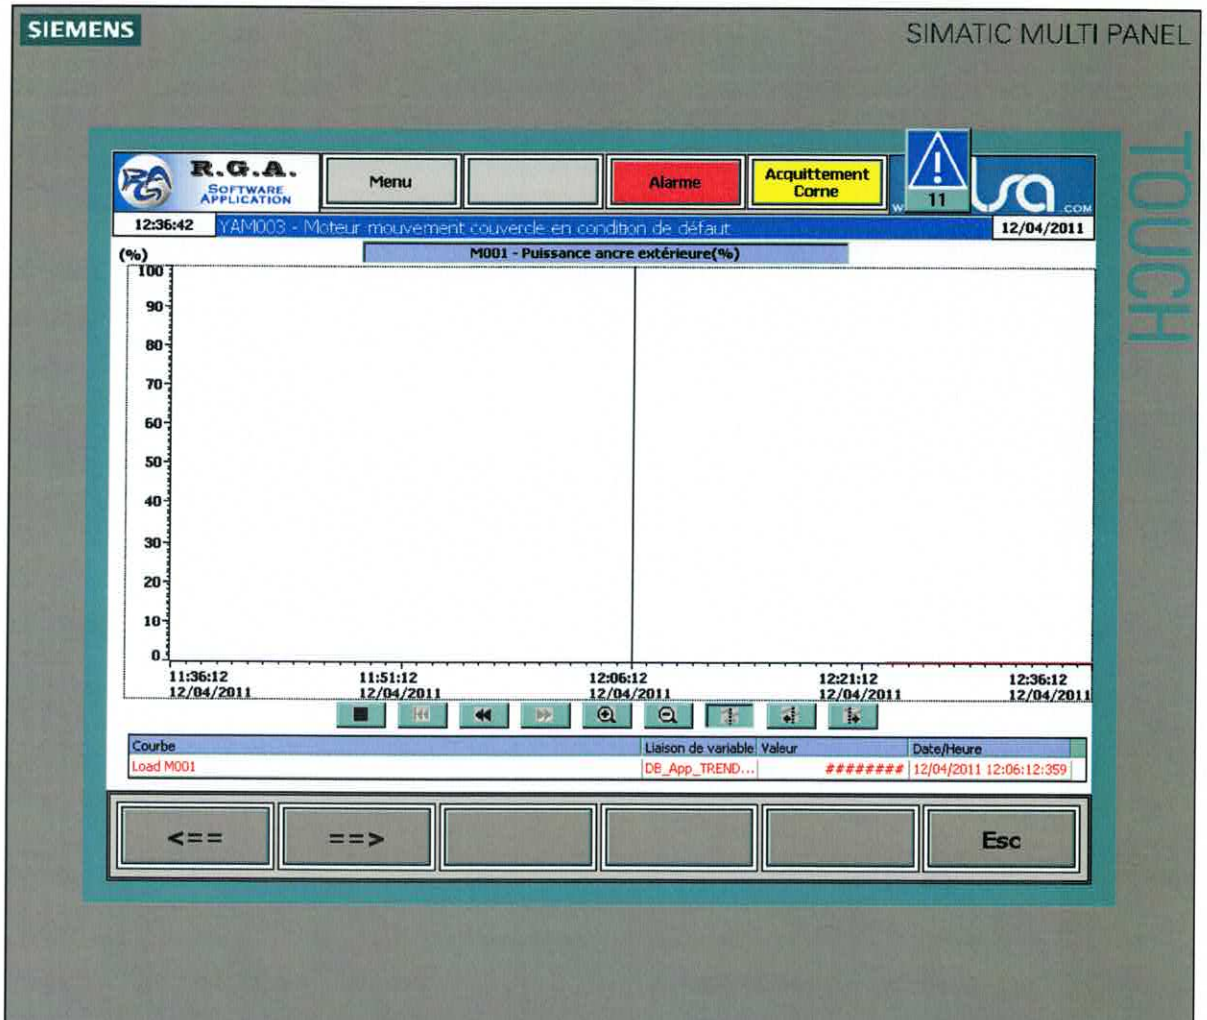 SIEMENS
SIMATIC MULTI PANEL
TOUCH
R.G.A.
SOFTWARE
APPLICATION
Menu
Alarme
Acquittement
Corne
11
W
.COM
12:36:42
YAM003 - Moteur mouvement couvercle en condition de défaut
12/04/2011
(%)
M001 - Puissance ancre extérieure(%)
100
90
80
70
60
50
40
30
20
10
0
11:36:12 11:51:12 12:06:12 12:21:12 12:36:12
12/04/2011 12/04/2011 12/04/2011 12/04/2011 12/04/2011
Courbe Liaison de variable Valeur Date/Heure
Load M001 DB_App_TREND... ######## 12/04/2011 12:06:12:359
<== ==> Esc